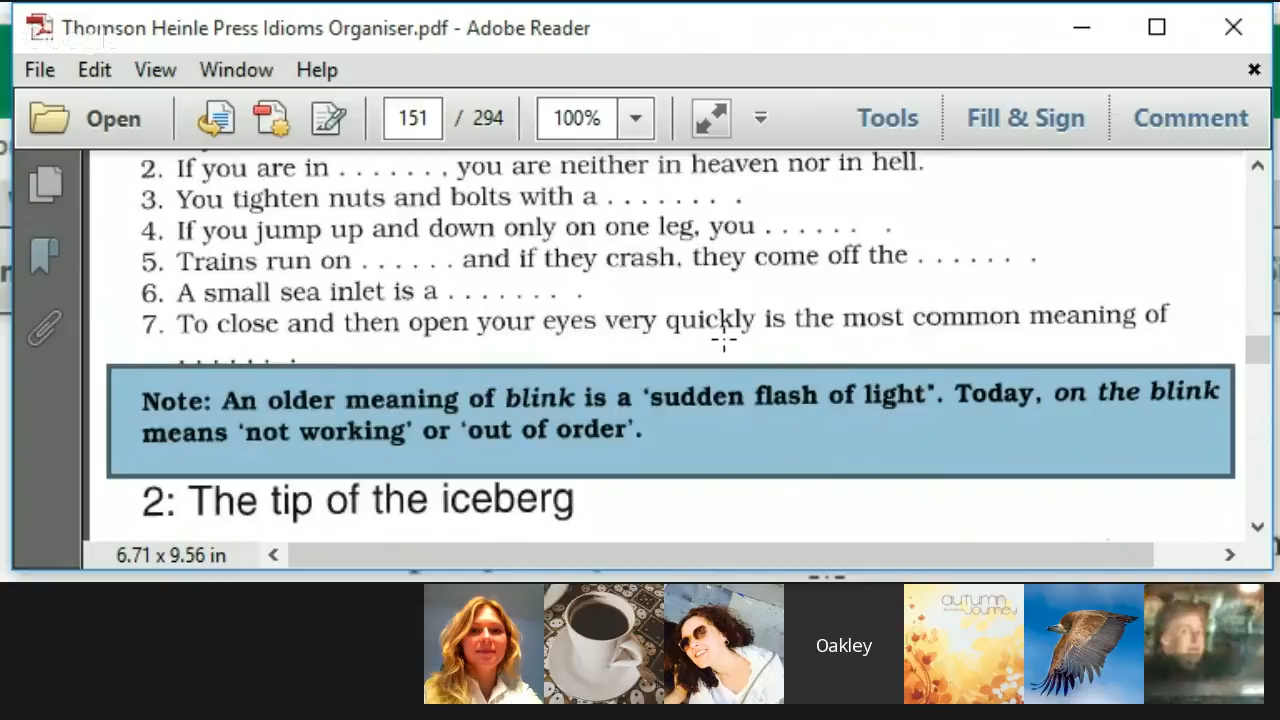 Thomson Heinle Press Idioms Organiser.pdf - Adobe Reader
File Edit View Window Help
Open 151 / 294 100% Tools Fill & Sign Comment
2. If you are in . . . . . . . , you are neither in heaven nor in hell.
3. You tighten nuts and bolts with a . . . . . . . .
4. If you jump up and down only on one leg, you . . . . . . .
5. Trains run on . . . . . . and if they crash, they come off the . . . . . . . .
6. A small sea inlet is a . . . . . . . .
7. To close and then open your eyes very quickly is the most common meaning of
Note: An older meaning of blink is a 'sudden flash of light'. Today, on the blink
means 'not working' or 'out of order'.
2: The tip of the iceberg
6.71 x 9.56 in
Oakley
autumn
Journey